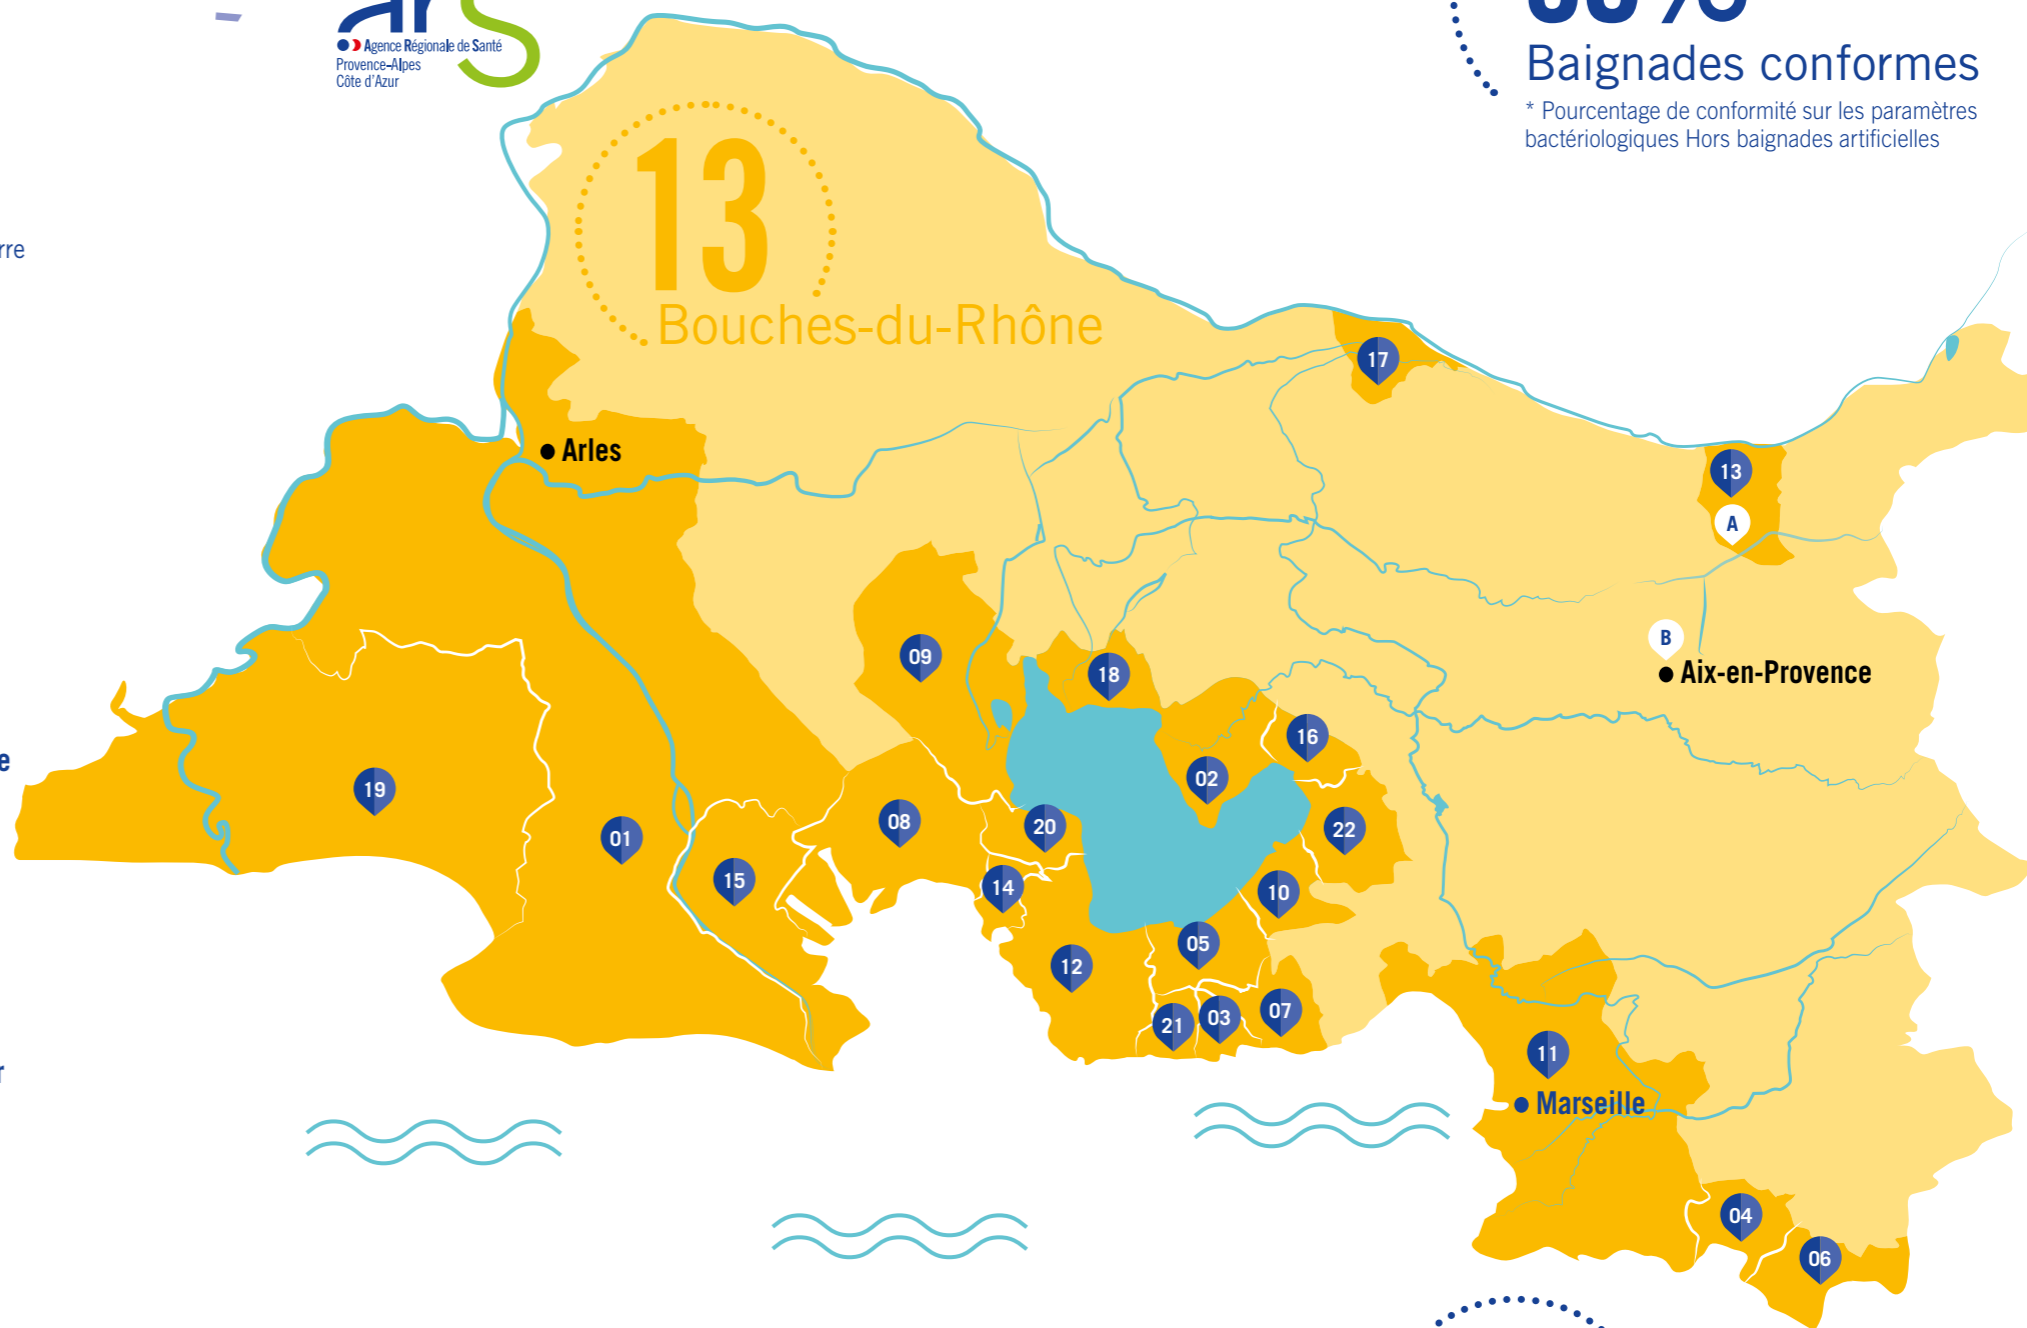 Agence Régionale de Santé
Provence-Alpes
Côte d'Azur
Baignades conformes
* Pourcentage de conformité sur les paramètres
bactériologiques Hors baignades artificielles
13
Bouches-du-Rhône
17
Arles
13
A
B
Aix-en-Provence
09
18
16
02
19
08
20
22
01
15
14
10
05
12
07
03
21
11
Marseille
04
06